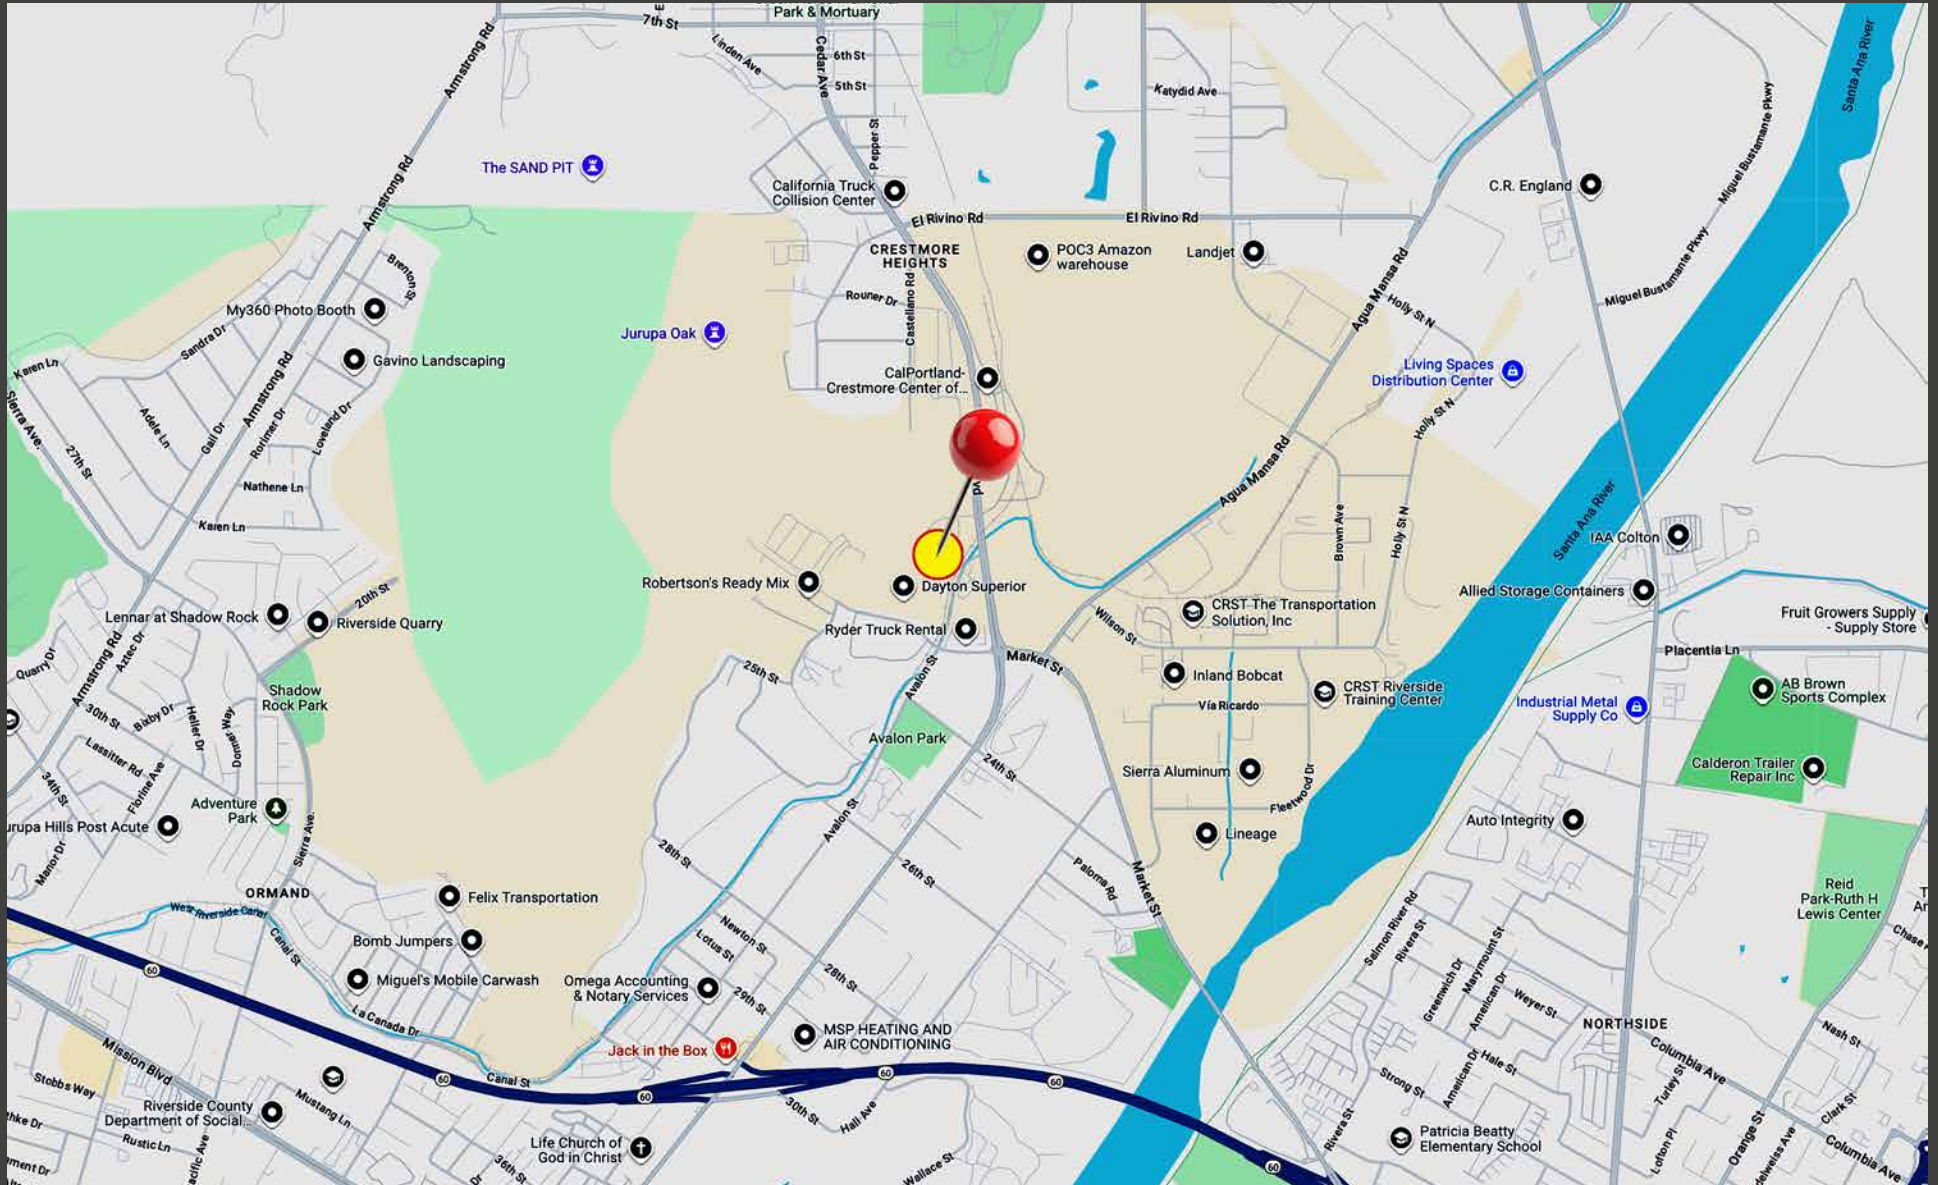 Park & Mortuary
7th St
Armstrong Rd
Linden Ave
Cedar Ave
6th St
5th St
Pepper St
Katydid Ave
Santa Ana River
Miguel Bustamante Pkwy
The SAND PIT
California Truck
Collision Center
C.R. England
Armstrong Rd
El Rivino Rd
El Rivino Rd
CRESTMORE
HEIGHTS
POC3 Amazon
warehouse
Landjet
Agua Mansa Rd
Miguel Bustamante Pkwy
Brenton St
My360 Photo Booth
Rouner Dr
Castellano Rd
Holly St N
Sandra Dr
Jurupa Oak
Gavino Landscaping
Karen Ln
Armstrong Rd
CalPortland-
Crestmore Center of...
Living Spaces
Distribution Center
Sierra Ave.
Adele Ln
Gail Dr
Rorimer Dr
Loveland Dr
Holly St N
27th St
Nathene Ln
Agua Mansa Rd
Karen Ln
Brown Ave
Holly St N
Santa Ana River
IAA Colton
Robertson's Ready Mix
Dayton Superior
20th St
Allied Storage Containers
Lennar at Shadow Rock
Riverside Quarry
Ryder Truck Rental
Wilson St
CRST The Transportation
Solution, Inc
Fruit Growers Supply
- Supply Store
Armstrong Rd
Aztec Dr
Quarry Dr
25th St
Avalon St
Market St
Placentia Ln
Inland Bobcat
CRST Riverside
Training Center
AB Brown
Sports Complex
Shadow
Rock Park
Vía Ricardo
Industrial Metal
Supply Co
30th St
Bixby Dr
Heller Dr
Donner Way
Avalon Park
Lassitter Rd
24th St
Sierra Aluminum
Fleetwood Dr
Calderon Trailer
Repair Inc
34th St
Florine Ave
Adventure
Park
urupa Hills Post Acute
Avalon St
Lineage
Auto Integrity
Manor Dr
Sierra Ave.
28th St
26th St
Paloma Rd
Market St
ORMAND
Felix Transportation
Reid
Park-Ruth H
Lewis Center
West Riverside Canal
Canal St
Bomb Jumpers
Newton St
Lotus St
Salmon River Rd
Rivera St
Marymount St
Chase
60
Miguel's Mobile Carwash
Omega Accounting
& Notary Services
28th St
29th St
Greenwich Dr
American Dr
Weyer St
La Canada Dr
MSP HEATING AND
AIR CONDITIONING
NORTHSIDE
Nash St
Mission Blvd
Jack in the Box
Columbia Ave
Hale St
Stobbs Way
60
Canal St
60
60
60
Strong St
American Dr
Turley St
Riverside County
Department of Social...
Mustang Ln
30th St
Hall Ave
Clark St
thke Dr
Rustic Ln
Life Church of
God in Christ
Rivera St
Patricia Beatty
Elementary School
Lofton Pl
Orange St
Columbia Ave
ament Dr
acific Ave
36th St
Wallace St
60
edelweiss Ave